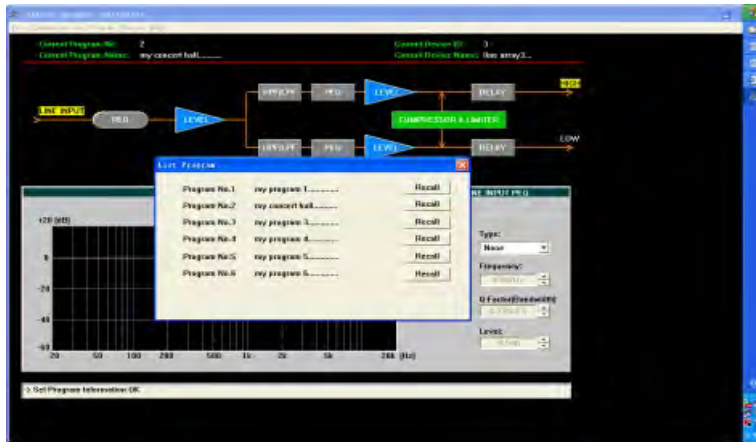 Current Program No: 2
Current Device ID: 3
Current Program Name: my concert hall..........
Current Device Name: line array3...
HIGH
HPF/LPF
PEQ
LEVEL
DELAY
LINE INPUT
PEQ
LEVEL
COMPRESSOR & LIMITER
LOW
HPF/LPF
PEQ
LEVEL
DELAY
List Program
Program No.1 my program 1............. Recall
Program No.2 my concert hall.......... Recall
Program No.3 my program 3............. Recall
Program No.4 my program 4............. Recall
Program No.5 my program 5............. Recall
Program No.6 my program 6............. Recall
INPUT PEQ
+20 (dB)
0
-20
-40
-60
20 50 100 200 500 1k 2k 5k 20k (Hz)
Type:
None
Frequency:
Q-Factor(Bandwidth)
Level:
> Set Program Information OK